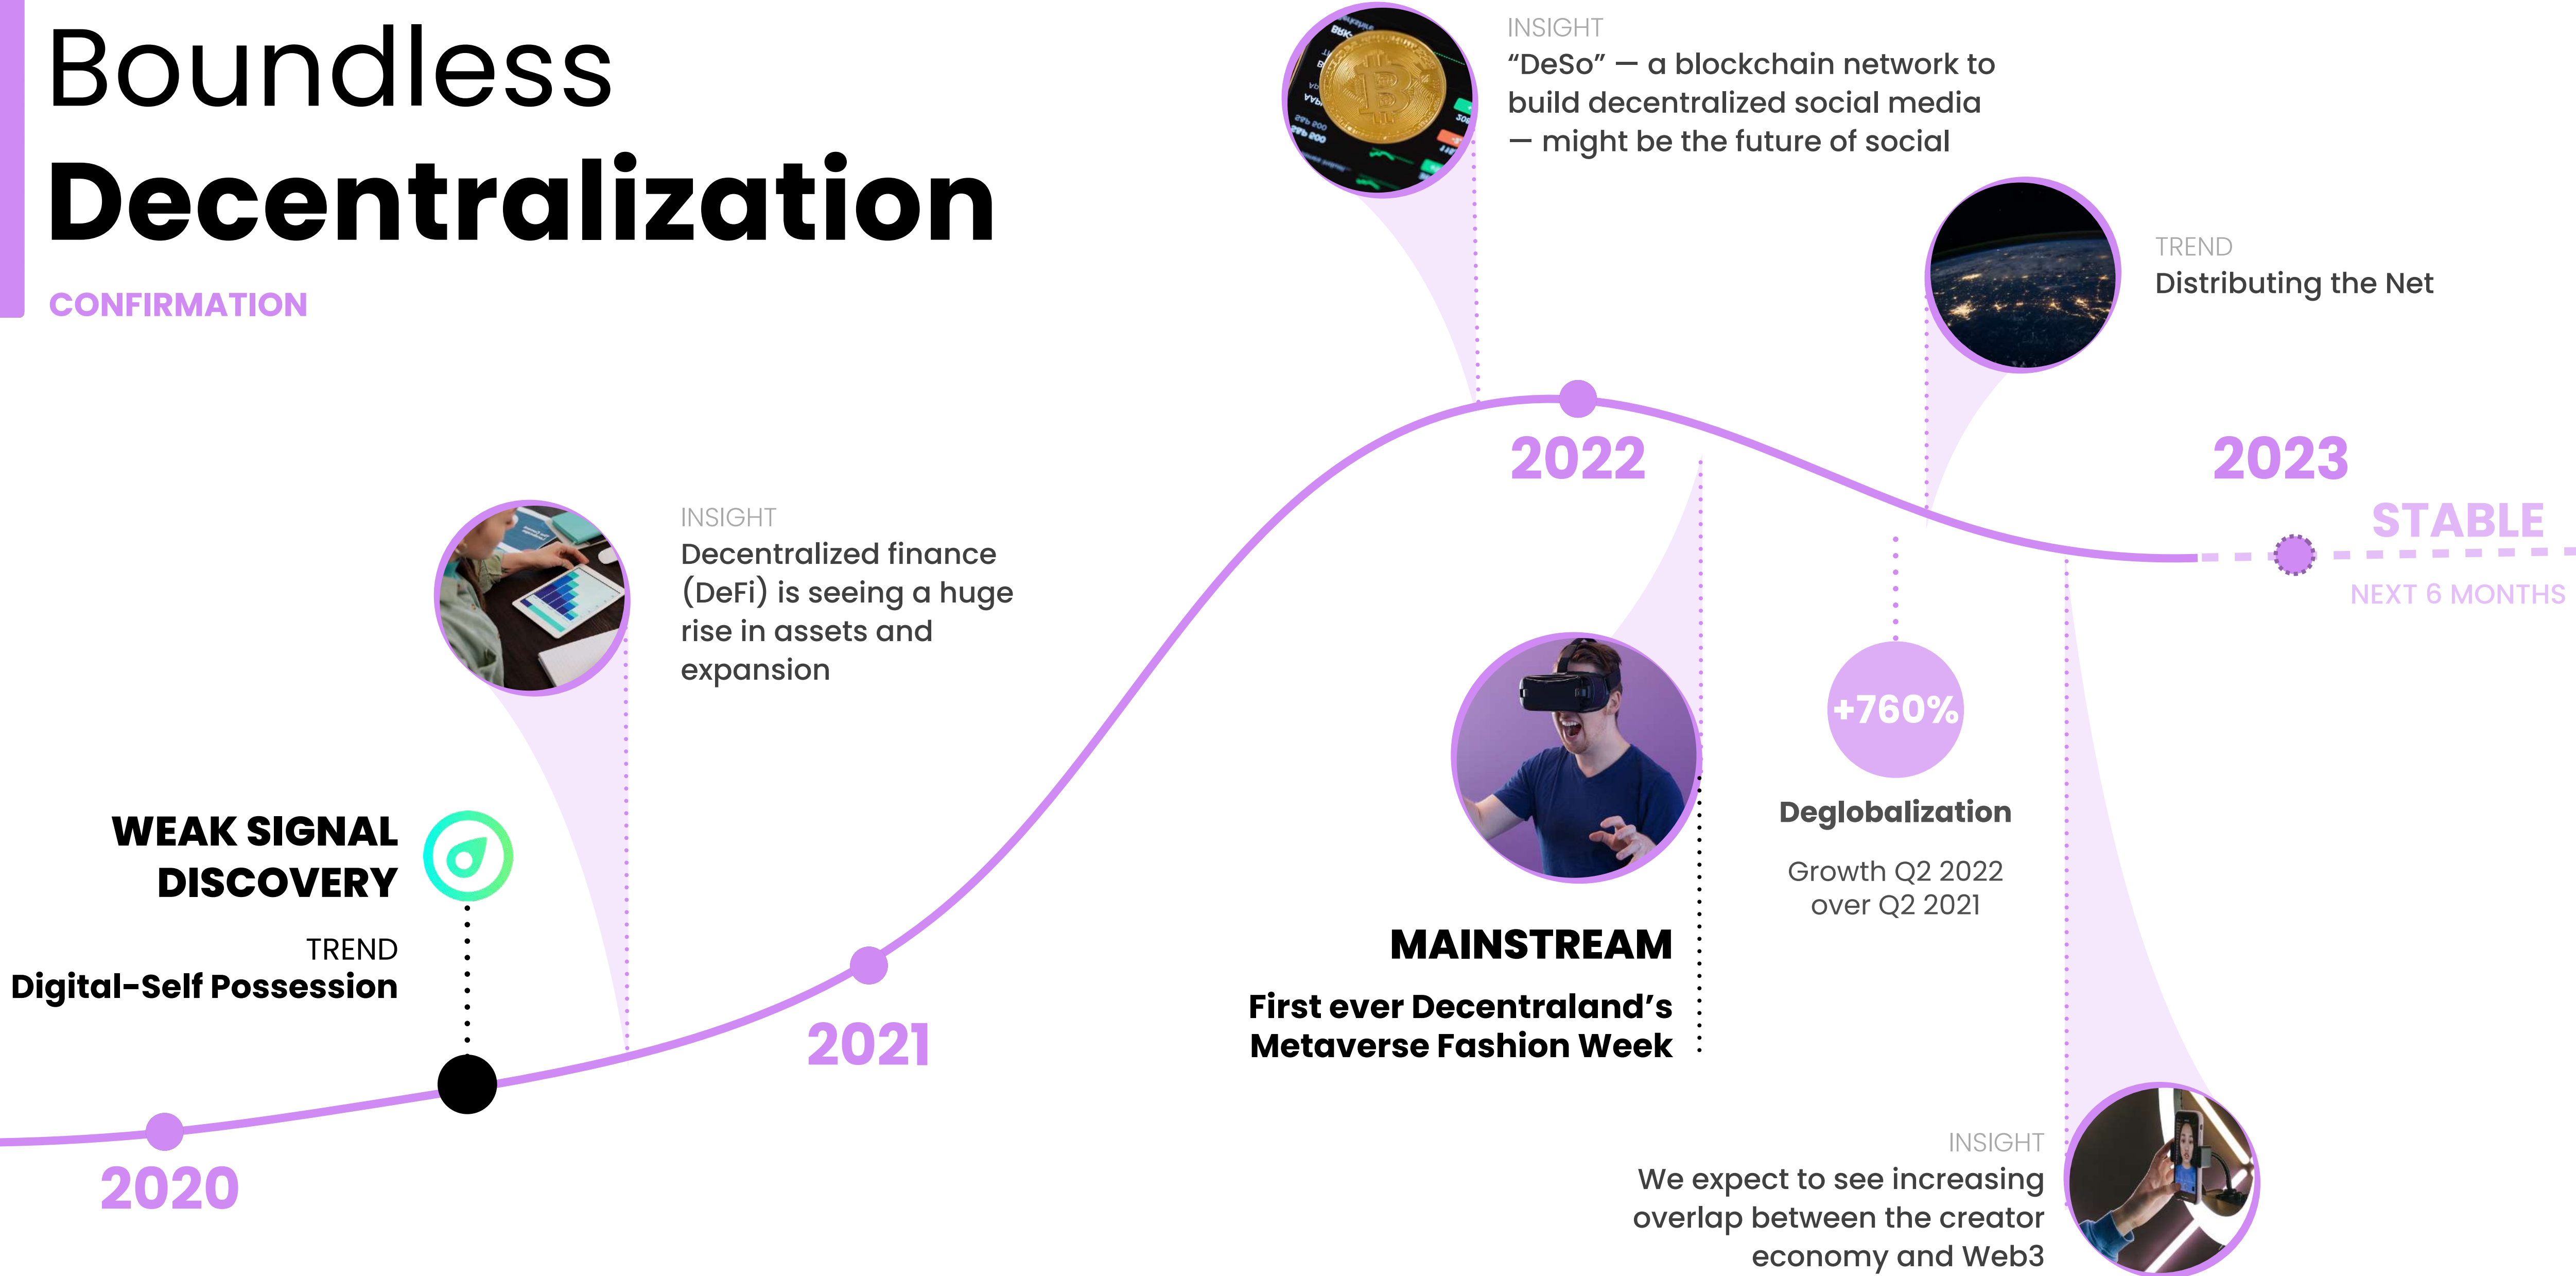 Boundless
Decentralization
CONFIRMATION
INSIGHT
“DeSo” — a blockchain network to
build decentralized social media
— might be the future of social
TREND
Distributing the Net
2022
2023
STABLE
NEXT 6 MONTHS
INSIGHT
Decentralized finance
(DeFi) is seeing a huge
rise in assets and
expansion
+760%
Deglobalization
Growth Q2 2022
over Q2 2021
WEAK SIGNAL
DISCOVERY
TREND
Digital-Self Possession
MAINSTREAM
First ever Decentraland’s
Metaverse Fashion Week
2021
2020
INSIGHT
We expect to see increasing
overlap between the creator
economy and Web3